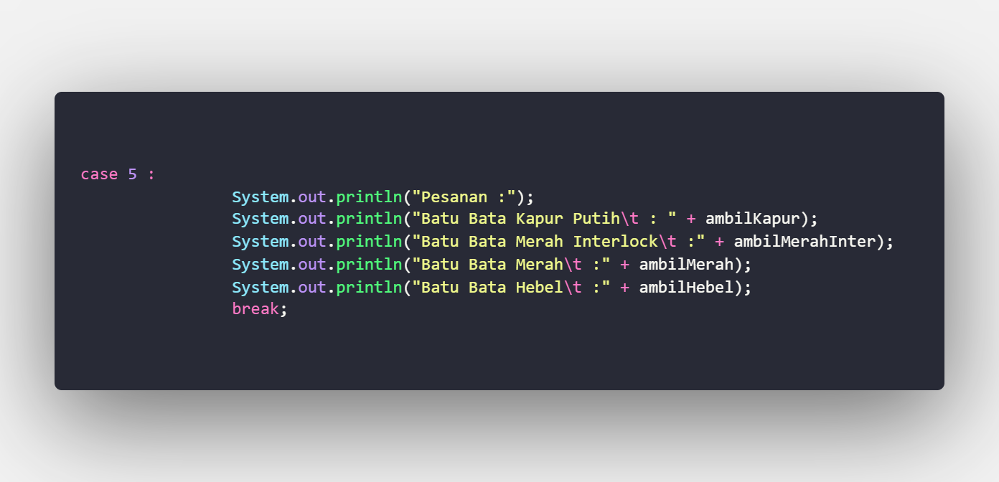 case 5 :
System.out.println("Pesanan :");
System.out.println("Batu Bata Kapur Putih\t : " + ambilKapur);
System.out.println("Batu Bata Merah Interlock\t :" + ambilMerahInter);
System.out.println("Batu Bata Merah\t :" + ambilMerah);
System.out.println("Batu Bata Hebel\t :" + ambilHebel);
break;